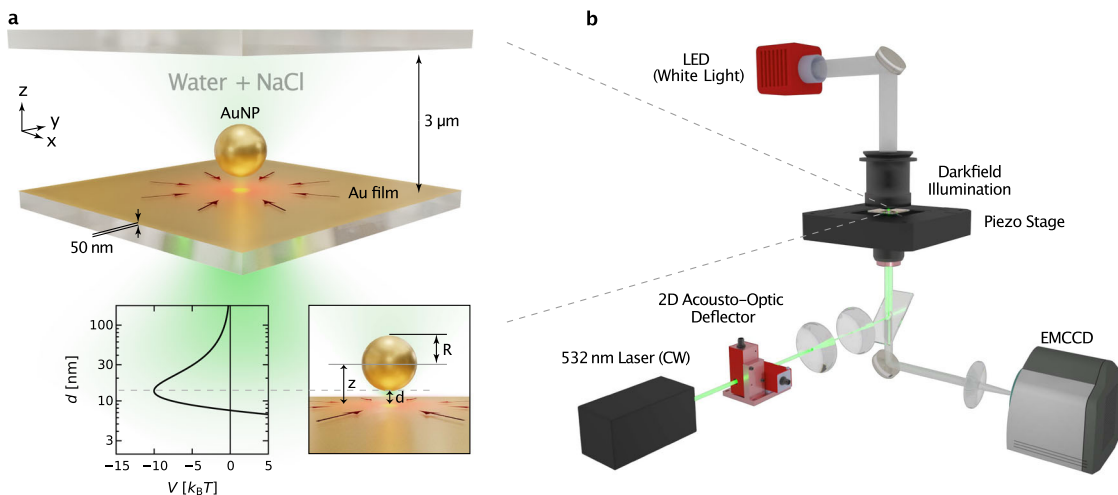 a
Water + NaCl
AuNP
z
y
x
3 μm
Au film
50 nm
100
30
10
3
d [nm]
−15
−10
−5
0
5
V [kBT]
R
z
d
b
LED
(White Light)
Darkfield
Illumination
Piezo Stage
2D Acousto-Optic
Deflector
532 nm Laser (CW)
EMCCD